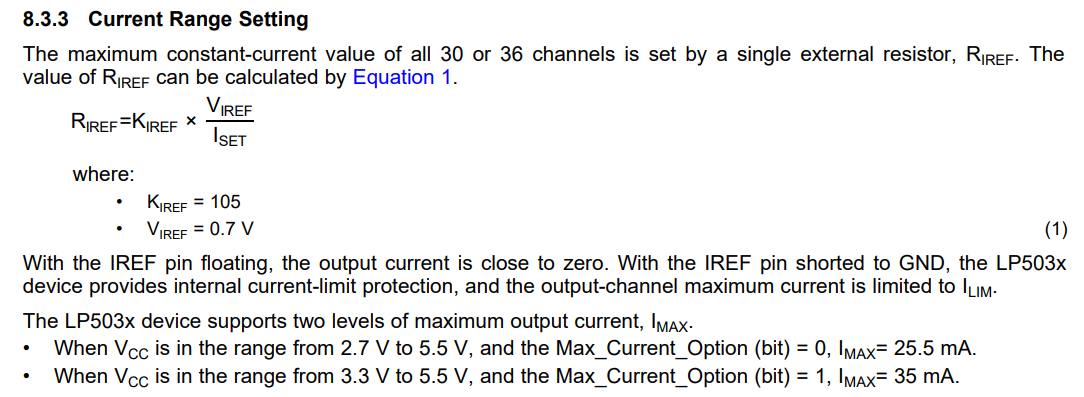 8.3.3 Current Range Setting
The maximum constant-current value of all 30 or 36 channels is set by a single external resistor, RIREF. The
value of RIREF can be calculated by Equation 1.
RIREF=KIREF × VIREF / ISET
where:
• KIREF = 105
• VIREF = 0.7 V (1)
With the IREF pin floating, the output current is close to zero. With the IREF pin shorted to GND, the LP503x
device provides internal current-limit protection, and the output-channel maximum current is limited to ILIM.
The LP503x device supports two levels of maximum output current, IMAX.
• When VCC is in the range from 2.7 V to 5.5 V, and the Max_Current_Option (bit) = 0, IMAX= 25.5 mA.
• When VCC is in the range from 3.3 V to 5.5 V, and the Max_Current_Option (bit) = 1, IMAX= 35 mA.